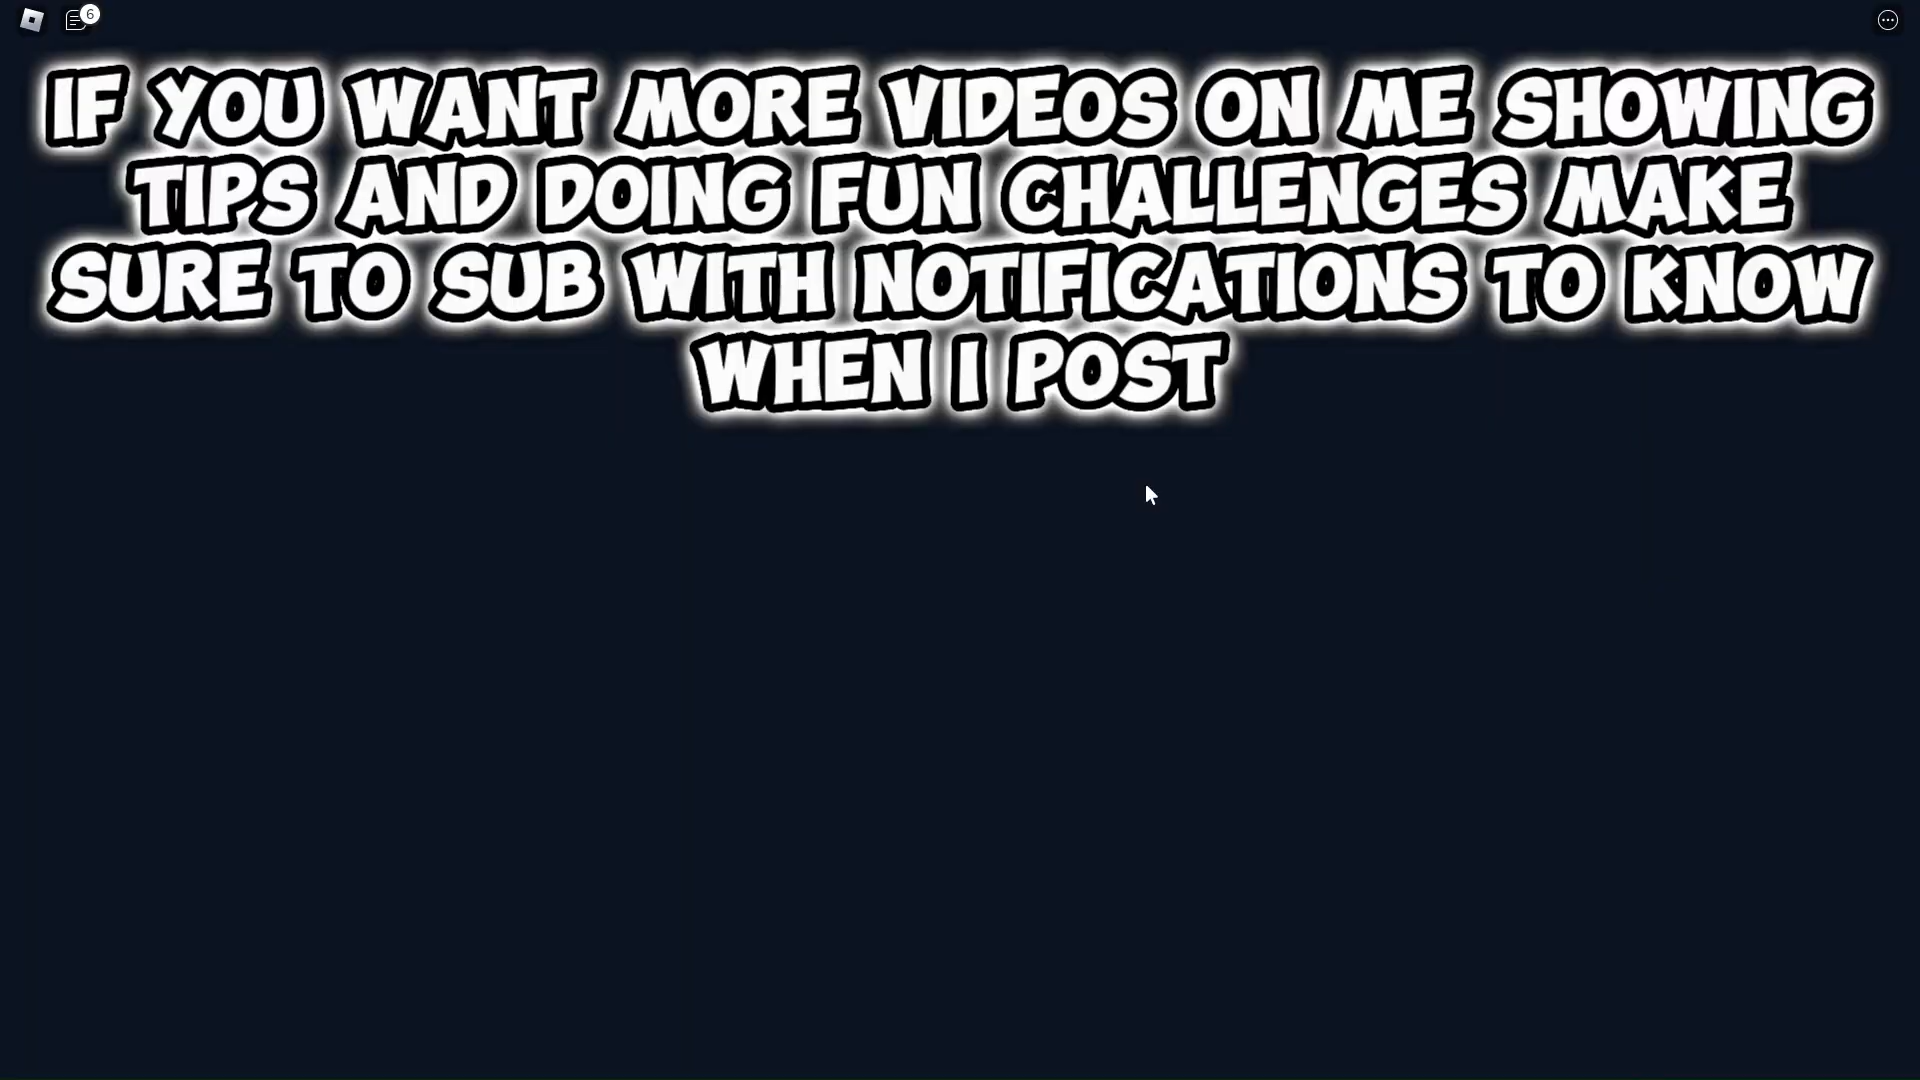 6
IF YOU WANT MORE VIDEOS ON ME SHOWING
TIPS AND DOING FUN CHALLENGES MAKE
SURE TO SUB WITH NOTIFICATIONS TO KNOW
WHEN I POST